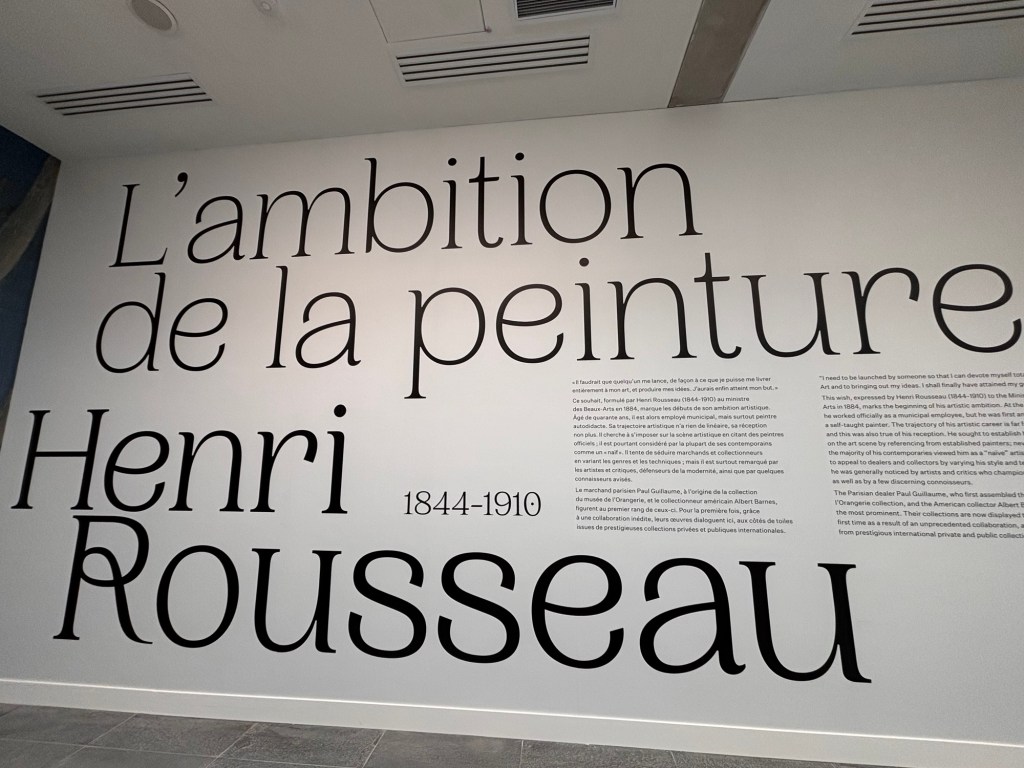 L'ambition
de la peinture
Henri
1844-1910
Rousseau
« Il faudrait que quelqu'un me lance, de façon à ce que je puisse me livrer
entièrement à mon art, et produire mes idées. J'aurais enfin atteint mon but. »
Ce souhait, formulé par Henri Rousseau (1844-1910) au ministre
des Beaux-Arts en 1884, marque les débuts de son ambition artistique.
Âgé de quarante ans, il est alors employé municipal, mais surtout peintre
autodidacte. Sa trajectoire artistique n'a rien de linéaire, sa réception
non plus. Il cherche à s'imposer sur la scène artistique en citant des peintres
officiels ; il est pourtant considéré par la plupart de ses contemporains
comme un « naïf ». Il tente de séduire marchands et collectionneurs
en variant les genres et les techniques ; mais il est surtout remarqué par
les artistes et critiques, défenseurs de la modernité, ainsi que par quelques
connaisseurs avisés.
Le marchand parisien Paul Guillaume, à l'origine de la collection
du musée de l'Orangerie, et le collectionneur américain Albert Barnes,
figurent au premier rang de ceux-ci. Pour la première fois, grâce
à une collaboration inédite, leurs œuvres dialoguent ici, aux côtés de toiles
issues de prestigieuses collections privées et publiques internationales.
"I need to be launched by someone so that I can devote myself
Art and to bringing out my ideas. I shall finally have attained my
This wish, expressed by Henri Rousseau (1844-1910) to the
Arts in 1884, marks the beginning of his artistic ambition. At the
he worked officially as a municipal employee, but he was first
a self-taught painter. The trajectory of his artistic career is far
and this was also true of his reception. He sought to establish
on the art scene by referencing from established painters;
the majority of his contemporaries viewed him as a "naive"
to appeal to dealers and collectors by varying his style and
he was generally noticed by artists and critics who
as well as by a few discerning connoisseurs.
The Parisian dealer Paul Guillaume, who first assembled
l'Orangerie collection, and the American collector Albert
the most prominent. Their collections are now displayed
first time as a result of an unprecedented collaboration,
from prestigious international private and public